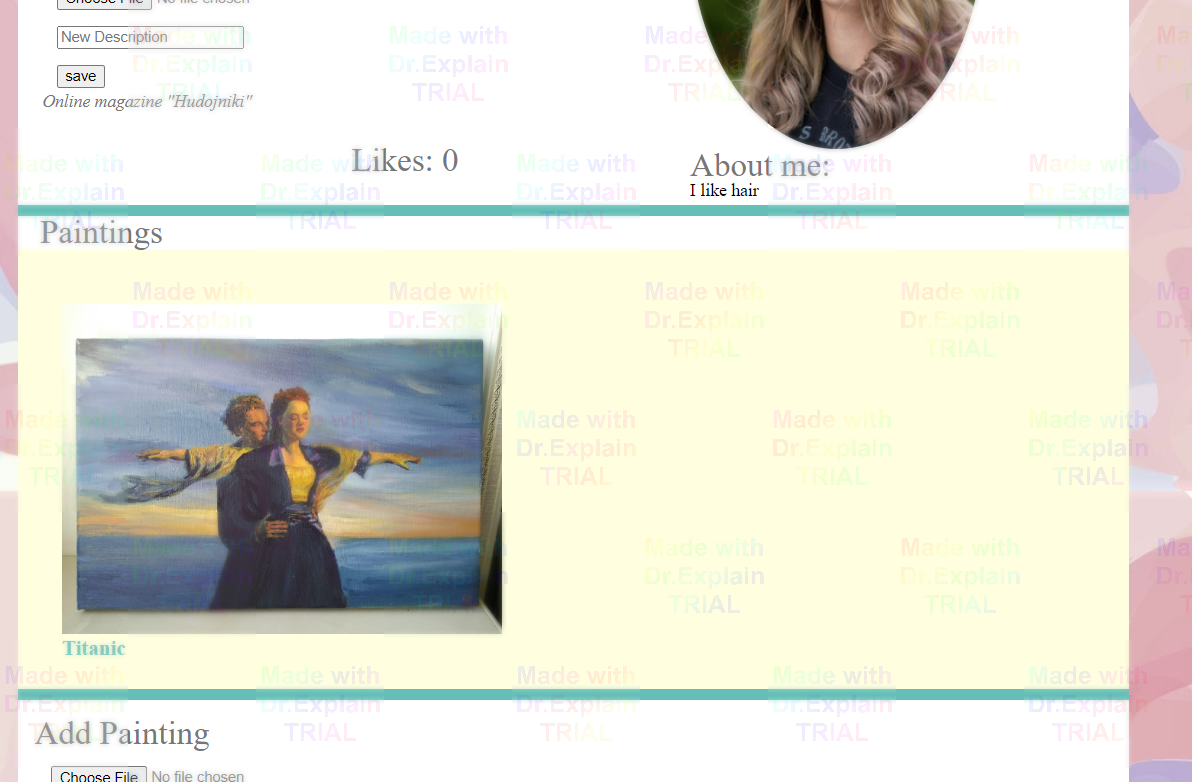 Choose File No file chosen
New Description
save
Online magazine "Hudojniki"
Likes: 0
About me:
I like hair
Paintings
Titanic
Add Painting
Choose File No file chosen
Made with
Dr.Explain
TRIAL